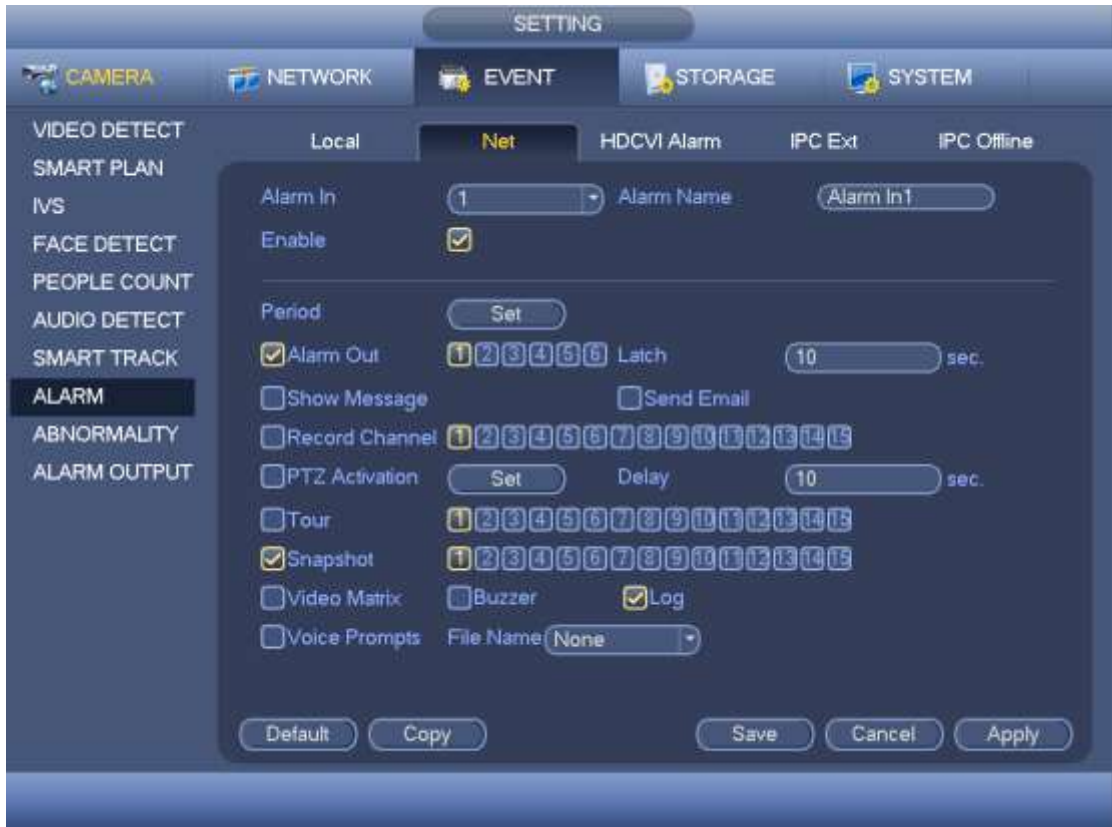 SETTING
CAMERA NETWORK EVENT STORAGE SYSTEM
VIDEO DETECT
SMART PLAN
IVS
FACE DETECT
PEOPLE COUNT
AUDIO DETECT
SMART TRACK
ALARM
ABNORMALITY
ALARM OUTPUT
Local Net HDCVI Alarm IPC Ext IPC Offline
Alarm In 1 Alarm Name Alarm In1
Enable
Period Set
Alarm Out 1 2 3 4 5 6 Latch 10 sec.
Show Message Send Email
Record Channel 1 2 3 4 5 6 7 8 9 10 11 12 13 14 15
PTZ Activation Set Delay 10 sec.
Tour 1 2 3 4 5 6 7 8 9 10 11 12 13 14 15
Snapshot 1 2 3 4 5 6 7 8 9 10 11 12 13 14 15
Video Matrix Buzzer Log
Voice Prompts File Name None
Default Copy Save Cancel Apply